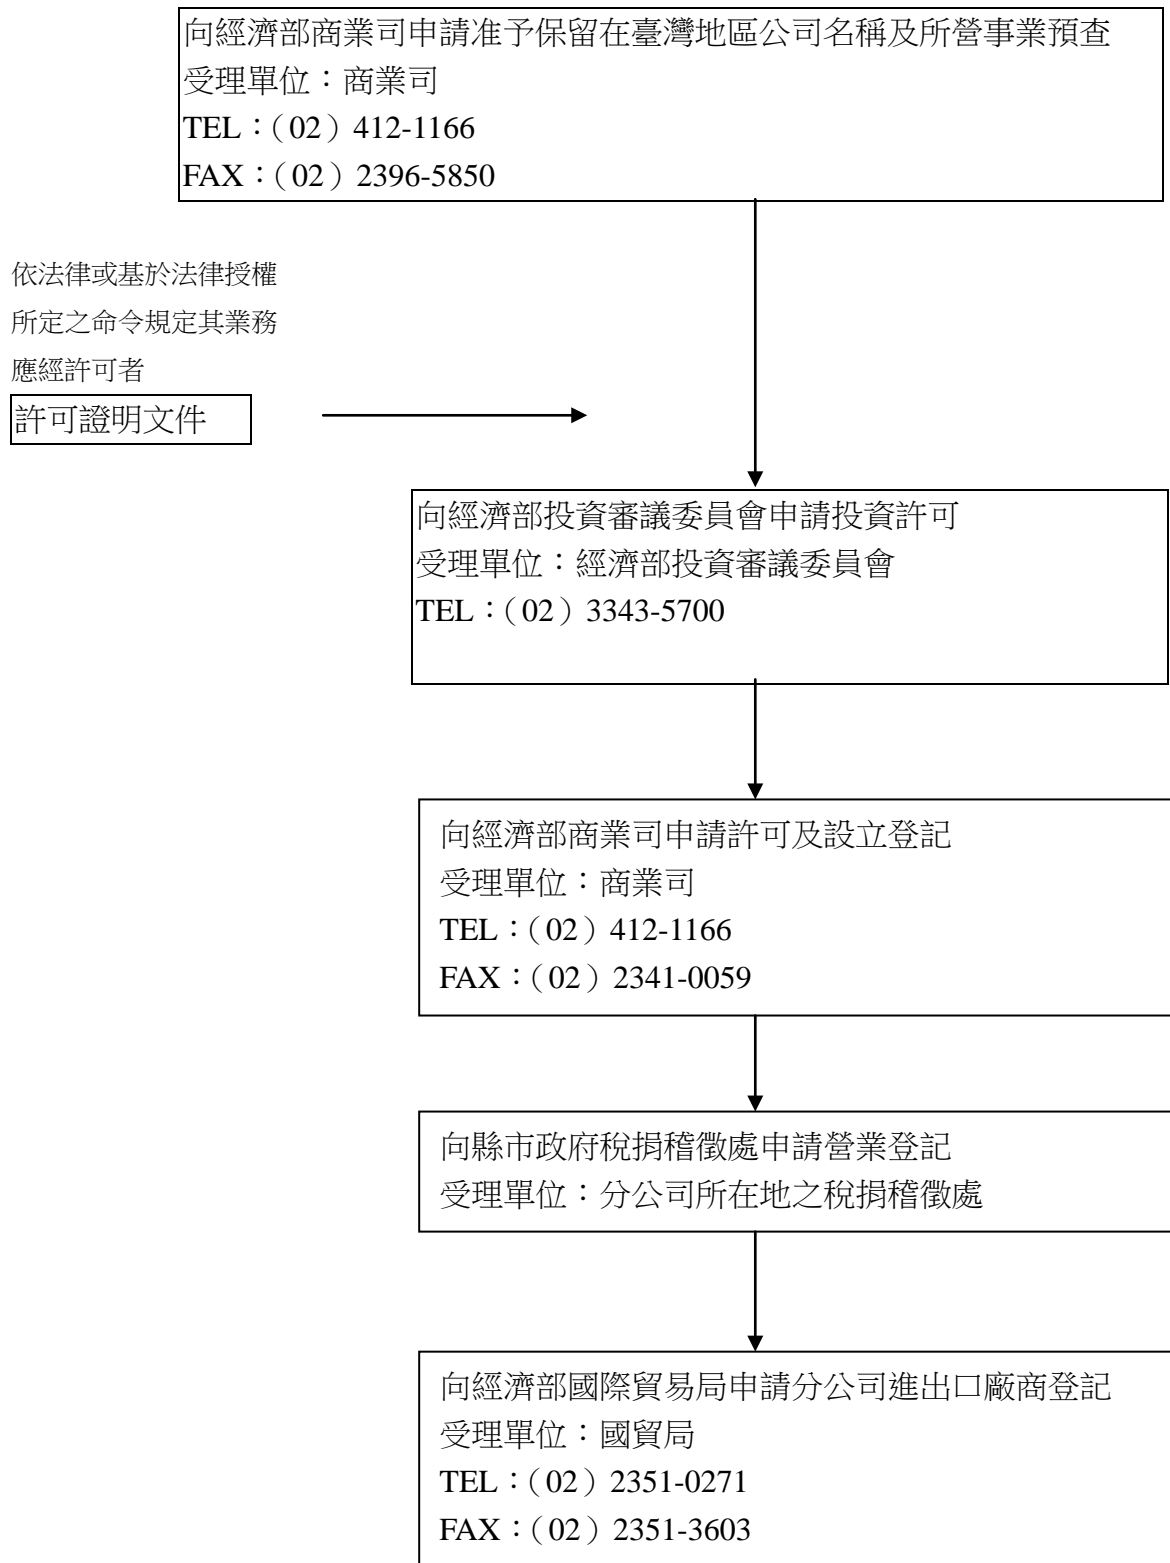 向經濟部商業司申請准予保留在臺灣地區公司名稱及所營事業預查
受理單位：商業司
TEL：（02）412-1166
FAX：（02）2396-5850
依法律或基於法律授權
所定之命令規定其業務
應經許可者
許可證明文件
向經濟部投資審議委員會申請投資許可
受理單位：經濟部投資審議委員會
TEL：（02）3343-5700
向經濟部商業司申請許可及設立登記
受理單位：商業司
TEL：（02）412-1166
FAX：（02）2341-0059
向縣市政府稅捐稽徵處申請營業登記
受理單位：分公司所在地之稅捐稽徵處
向經濟部國際貿易局申請分公司進出口廠商登記
受理單位：國貿局
TEL：（02）2351-0271
FAX：（02）2351-3603